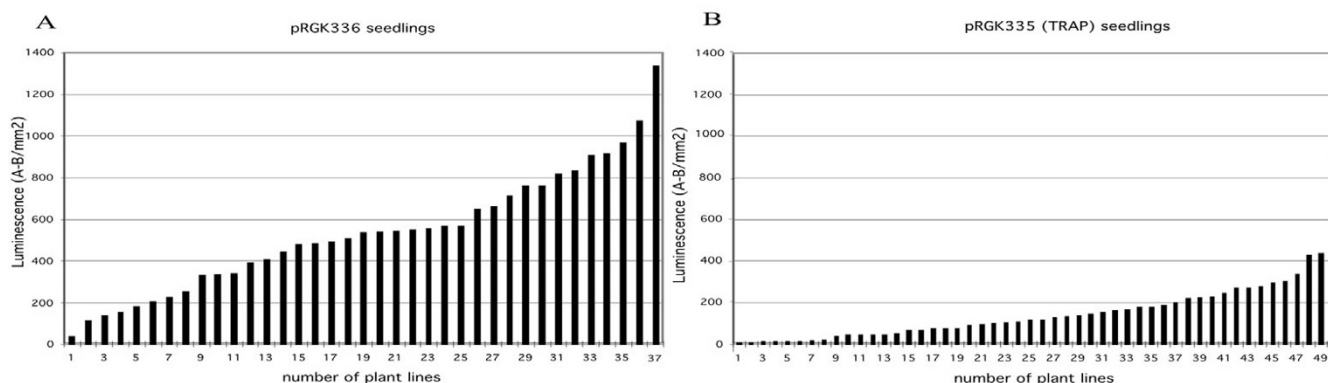 A
pRGK336 seedlings
1400
1200
1000
800
600
400
200
0
Luminescence (A-B/mm2)
1 3 5 7 9 11 13 15 17 19 21 23 25 27 29 31 33 35 37
number of plant lines
B
pRGK335 (TRAP) seedlings
1400
1200
1000
800
600
400
200
0
Luminescence (A-B/mm2)
1 3 5 7 9 11 13 15 17 19 21 23 25 27 29 31 33 35 37 39 41 43 45 47 49
number of plant lines